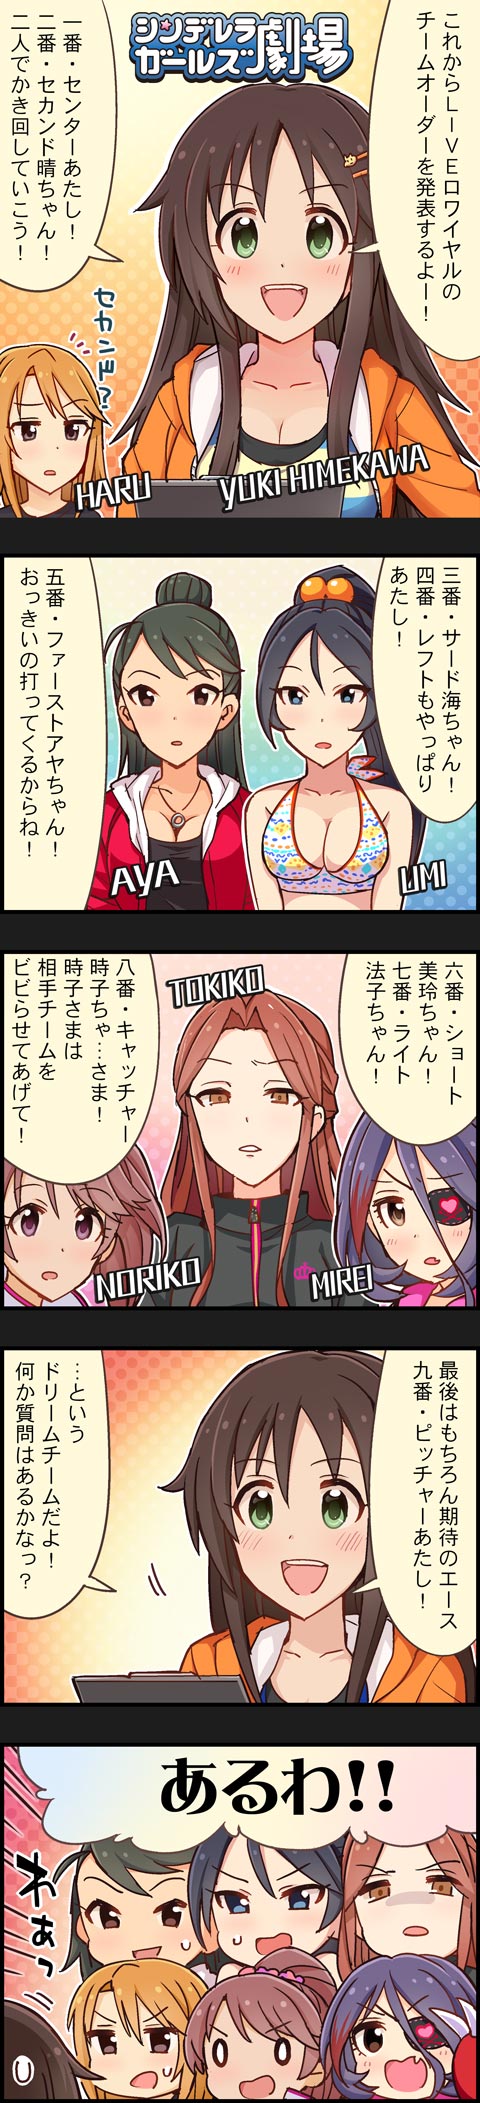 シンデレラ
ガールズ劇場
これからLIVEロワイヤルの
チームオーダーを発表するよー！
一番・センターあたし！
二番・セカンド晴ちゃん！
二人でかき回していこう！
セカンド？
HARU
YUKI HIMEKAWA
三番・サード海ちゃん！
四番・レフトもやっぱり
あたし！
五番・ファーストアヤちゃん！
おっきいの打ってくるからね！
AYA
UMI
六番・ショート
美玲ちゃん！
七番・ライト
法子ちゃん！
TOKIKO
八番・キャッチャー
時子ちゃ…さま！
時子さまは
相手チームを
ビビらせてあげて！
NORIKO
MIREI
最後はもちろん期待のエース
九番・ピッチャーあたし！
…という
ドリームチームだよ！
何か質問はあるかなっ？
あるわ!!
わぁっ